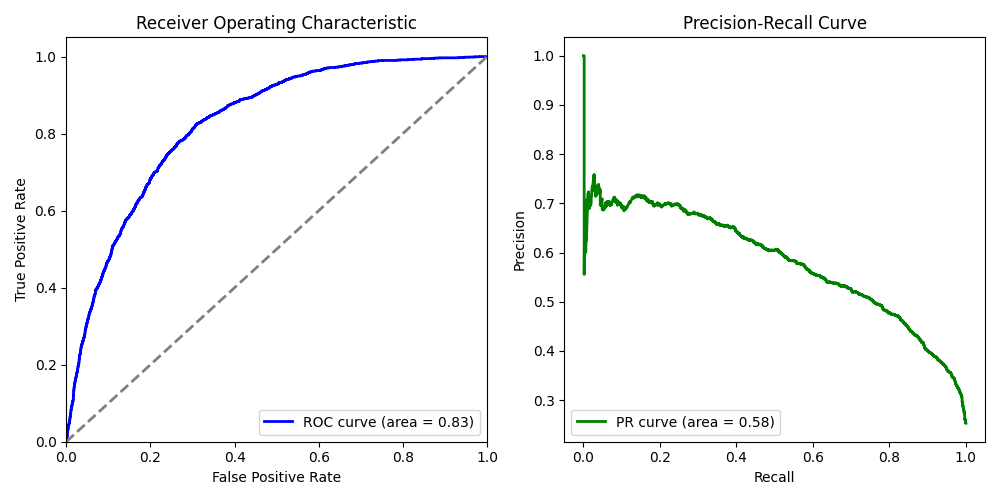 Receiver Operating Characteristic
True Positive Rate
1.0
0.8
0.6
0.4
0.2
0.0
0.0 0.2 0.4 0.6 0.8 1.0
False Positive Rate
ROC curve (area = 0.83)
Precision-Recall Curve
Precision
1.0
0.9
0.8
0.7
0.6
0.5
0.4
0.3
0.0 0.2 0.4 0.6 0.8 1.0
Recall
PR curve (area = 0.58)